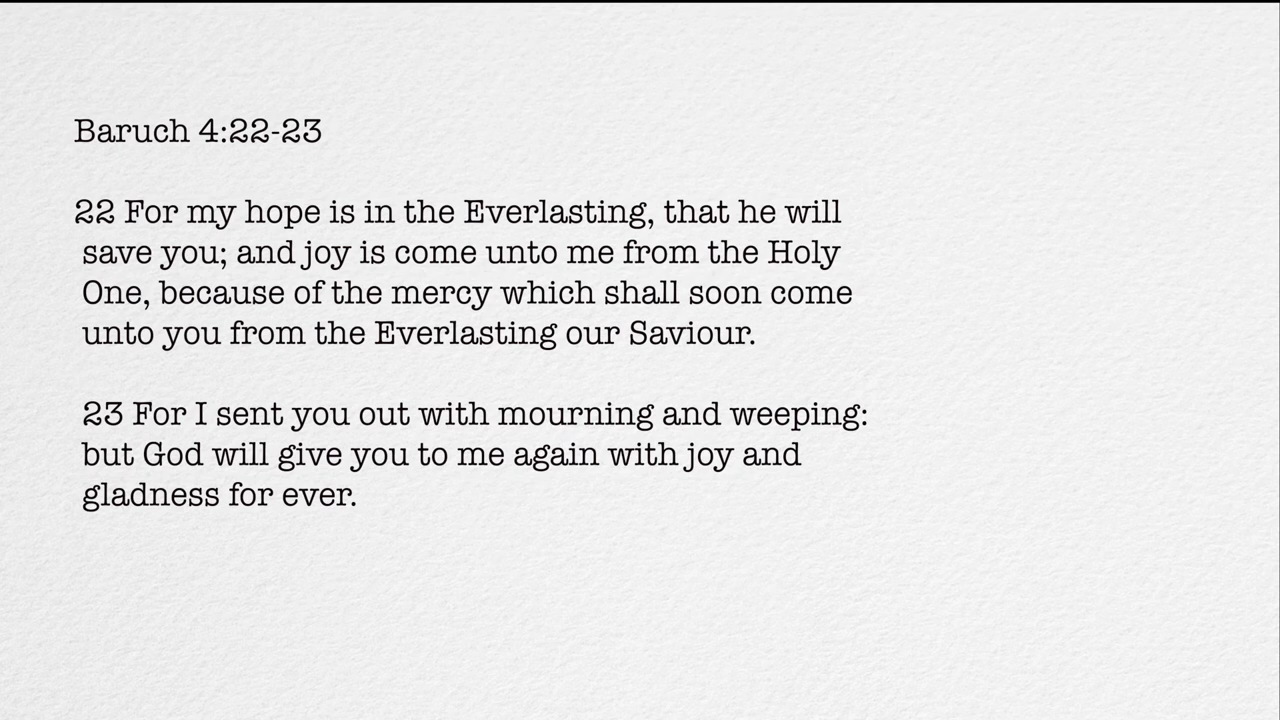 Baruch 4:22-23
22 For my hope is in the Everlasting, that he will
save you; and joy is come unto me from the Holy
One, because of the mercy which shall soon come
unto you from the Everlasting our Saviour.
23 For I sent you out with mourning and weeping:
but God will give you to me again with joy and
gladness for ever.